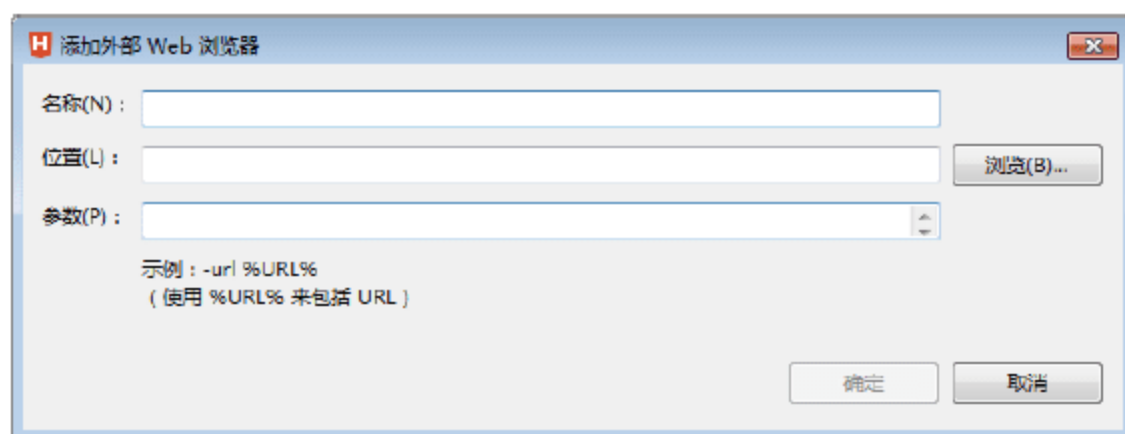 添加外部 Web 浏览器
名称(N)：
位置(L)： 浏览(B)...
参数(P)：
示例：-url %URL%
（使用 %URL% 来包括 URL）
确定 取消